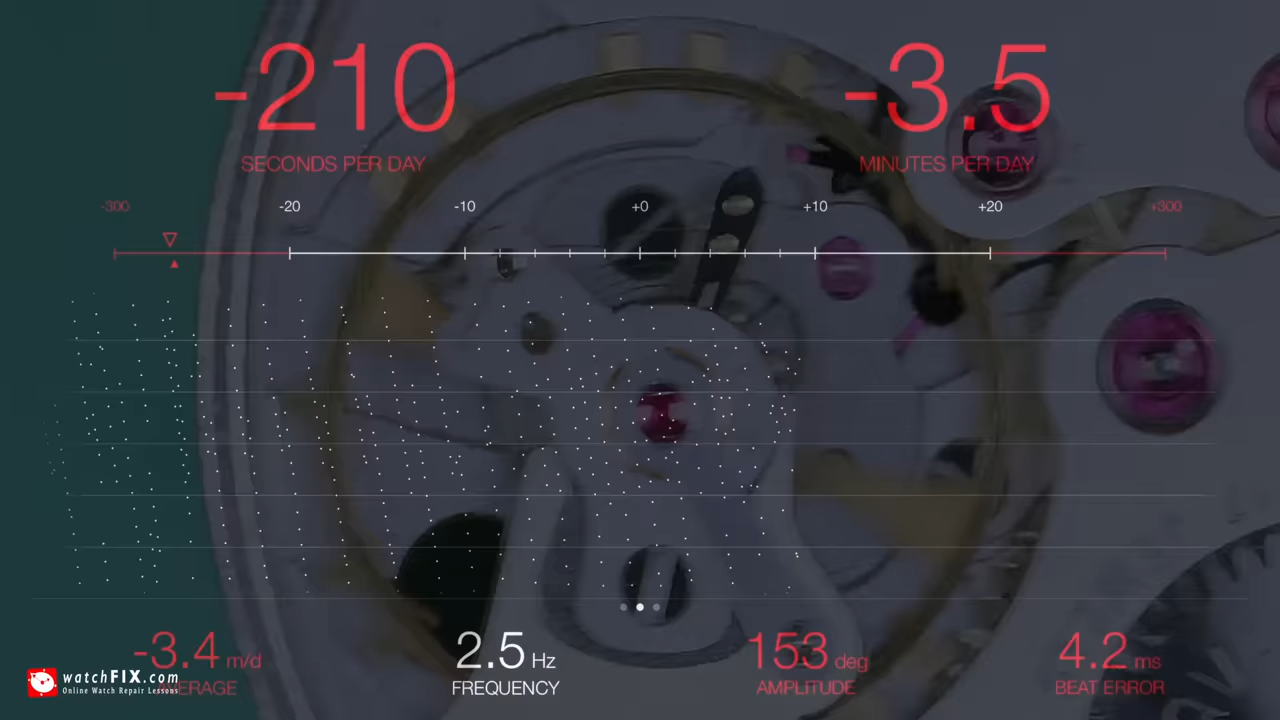 -210
-3.5
SECONDS PER DAY
MINUTES PER DAY
-300 -20 -10 +0 +10 +20 +300
-3.4 m/d
2.5 Hz
153 deg
4.2 ms
AVERAGE
FREQUENCY
AMPLITUDE
BEAT ERROR
watchFIX.com
Online Watch Repair Lessons